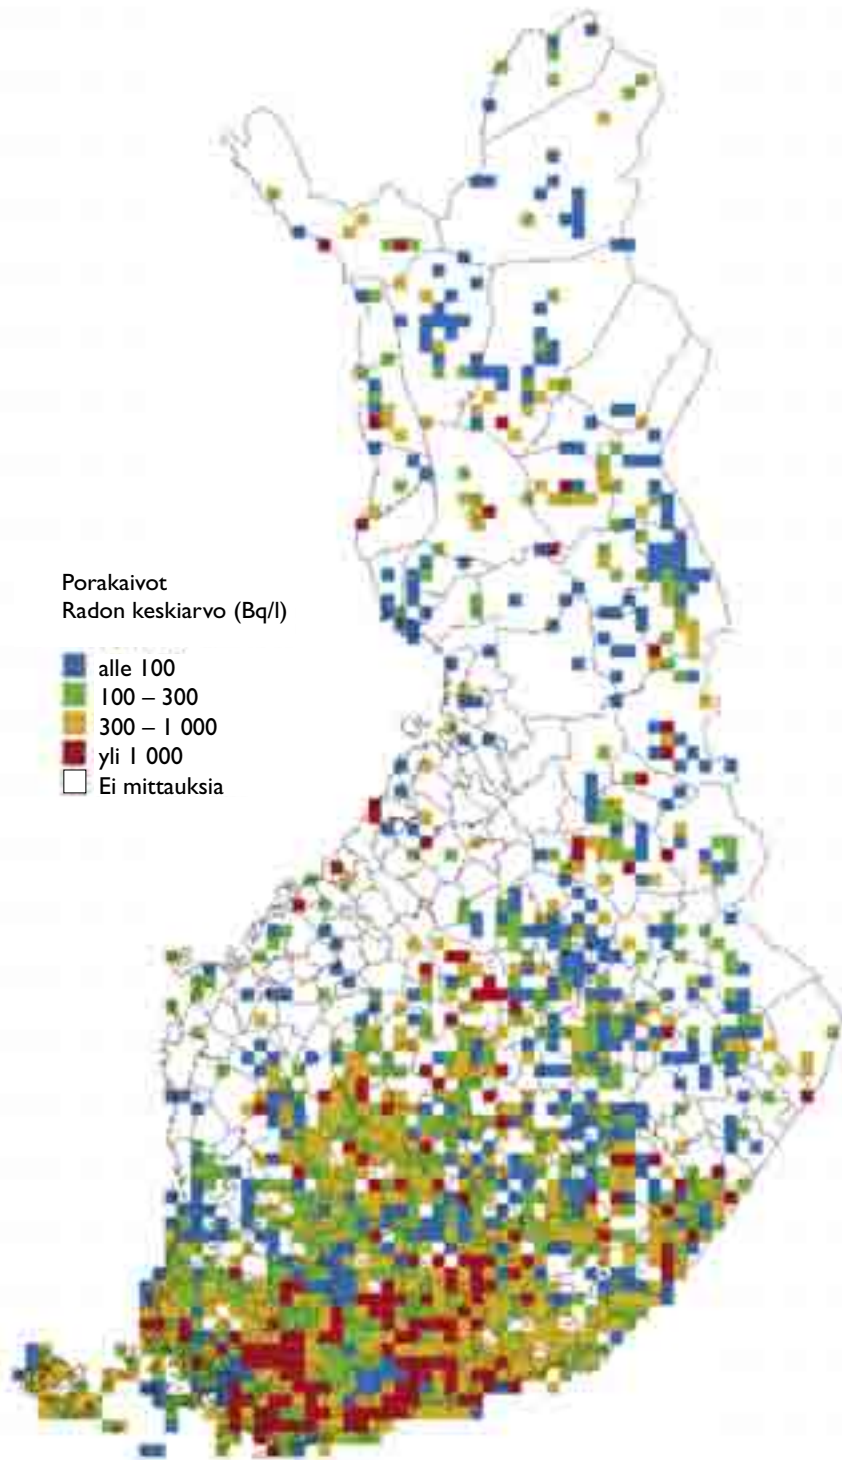 Porakaivot
Radon keskiarvo (Bq/l)
alle 100
100 – 300
300 – 1 000
yli 1 000
Ei mittauksia